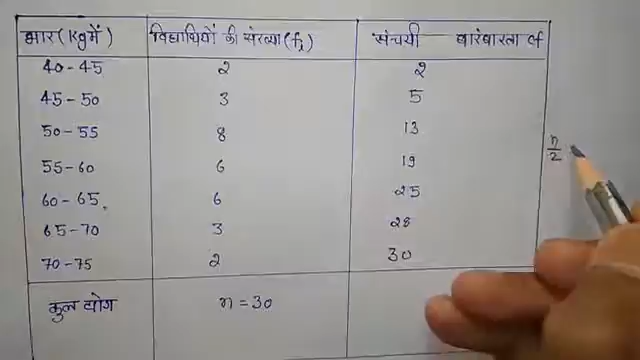 भार (Kg में) विद्यार्थियों की संख्या (fi) संचयी बारंबारता cf
40-45 2 2
45-50 3 5
50-55 8 13
55-60 6 19
60-65 6 25
65-70 3 28
70-75 2 30
कुल योग n = 30
n/2